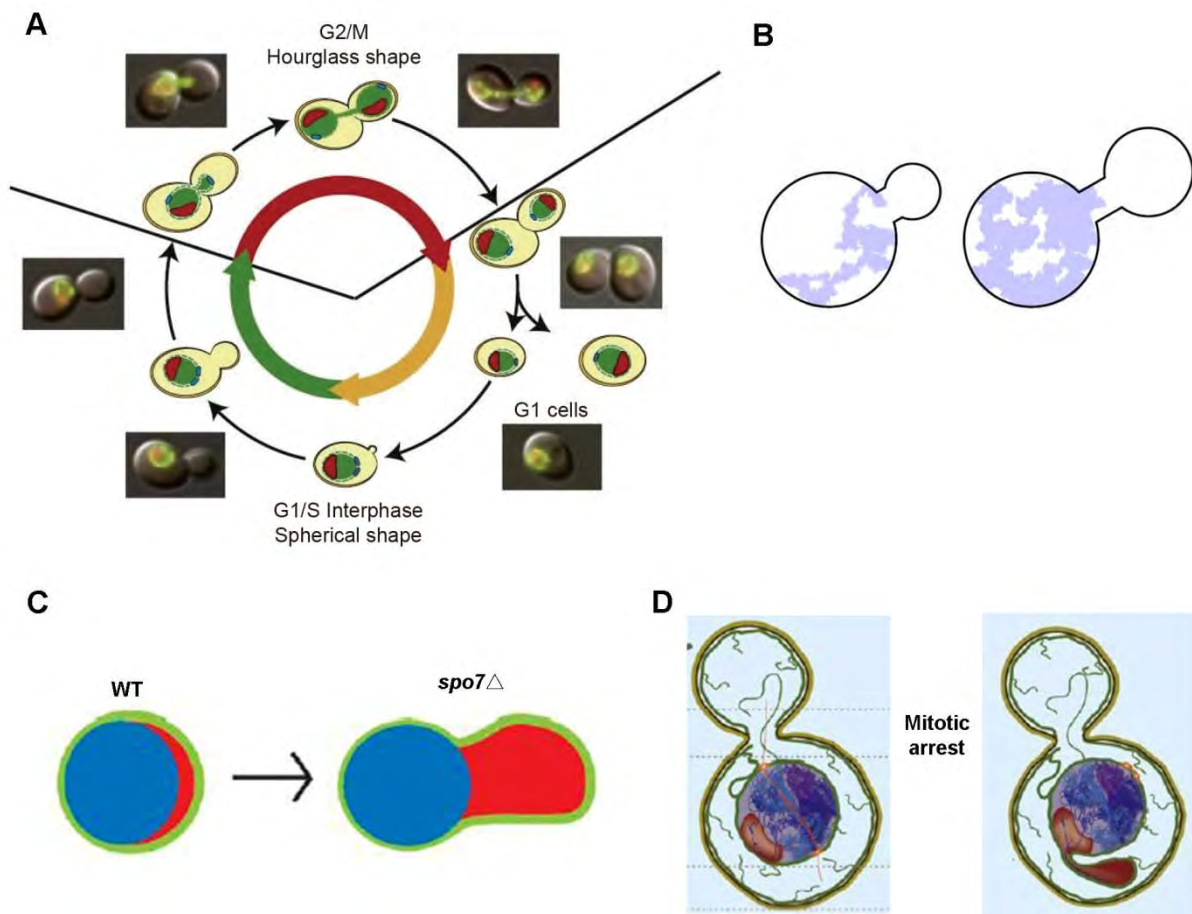 A
G2/M
Hourglass shape
G1 cells
G1/S Interphase
Spherical shape
B
C
WT
spo7△
D
Mitotic
arrest